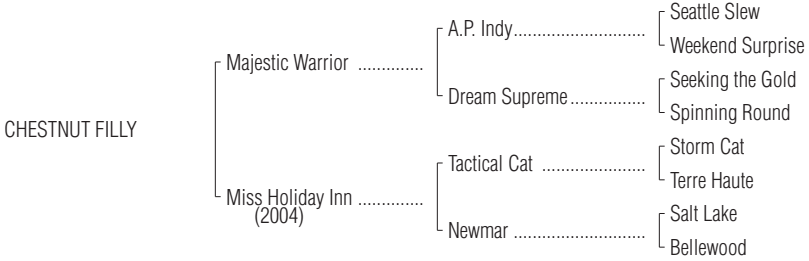 Seattle Slew
A.P. Indy..............................
Weekend Surprise
Majestic Warrior ...............
Seeking the Gold
Dream Supreme.................
Spinning Round
CHESTNUT FILLY
Storm Cat
Tactical Cat ........................
Terre Haute
Miss Holiday Inn ...............
(2004)
Salt Lake
Newmar ..............................
Bellewood